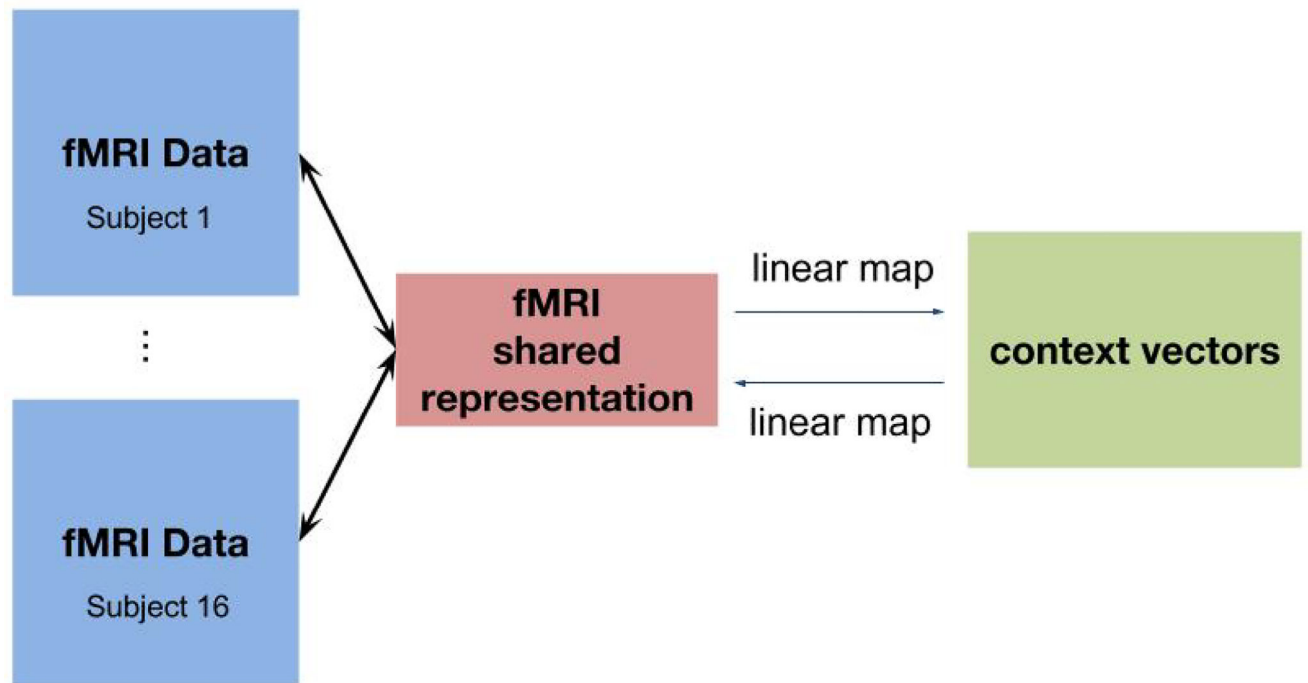 fMRI Data
Subject 1
⋮
fMRI Data
Subject 16
fMRI
shared
representation
linear map
linear map
context vectors